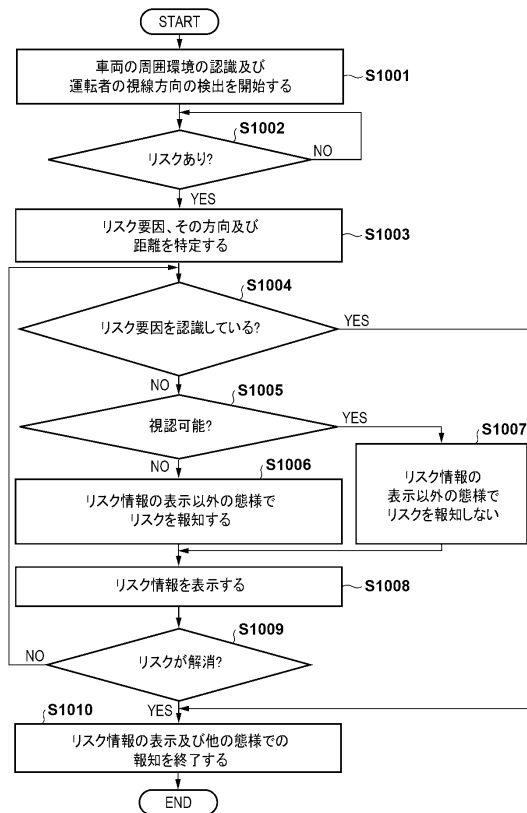 START
車両の周囲環境の認識及び
運転者の視線方向の検出を開始する
S1001
S1002
リスクあり?
NO
YES
リスク要因、その方向及び
距離を特定する
S1003
S1004
リスク要因を認識している?
YES
NO
S1005
視認可能?
YES
NO
S1006
リスク情報の表示以外の態様で
リスクを報知する
S1007
リスク情報の
表示以外の態様で
リスクを報知しない
リスク情報を表示する
S1008
S1009
リスクが解消?
NO
YES
S1010
リスク情報の表示及び他の態様での
報知を終了する
END